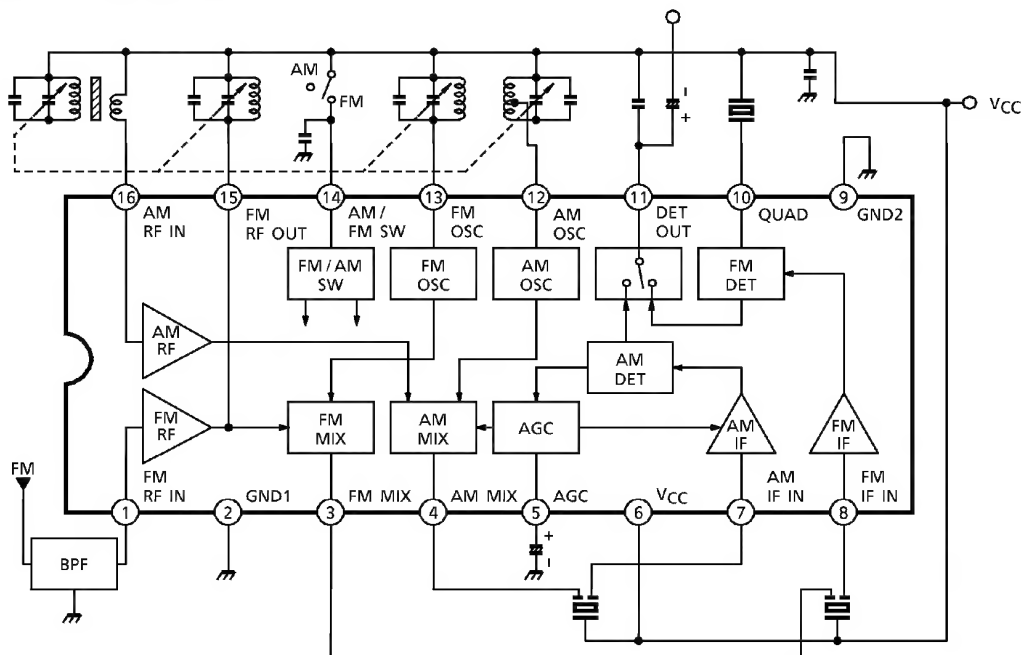 AM
FM
- +
VCC
16 15 14 13 12 11 10 9
AM RF IN
FM RF OUT
AM / FM SW
FM OSC
AM OSC
DET OUT
QUAD
GND2
FM / AM SW
FM OSC
AM OSC
FM DET
AM RF
AM DET
FM RF
FM MIX
AM MIX
AGC
AM IF
FM IF
FM
FM RF IN
GND1
FM MIX
AM MIX
AGC
VCC
AM IF IN
FM IF IN
1 2 3 4 5 6 7 8
+ -
BPF